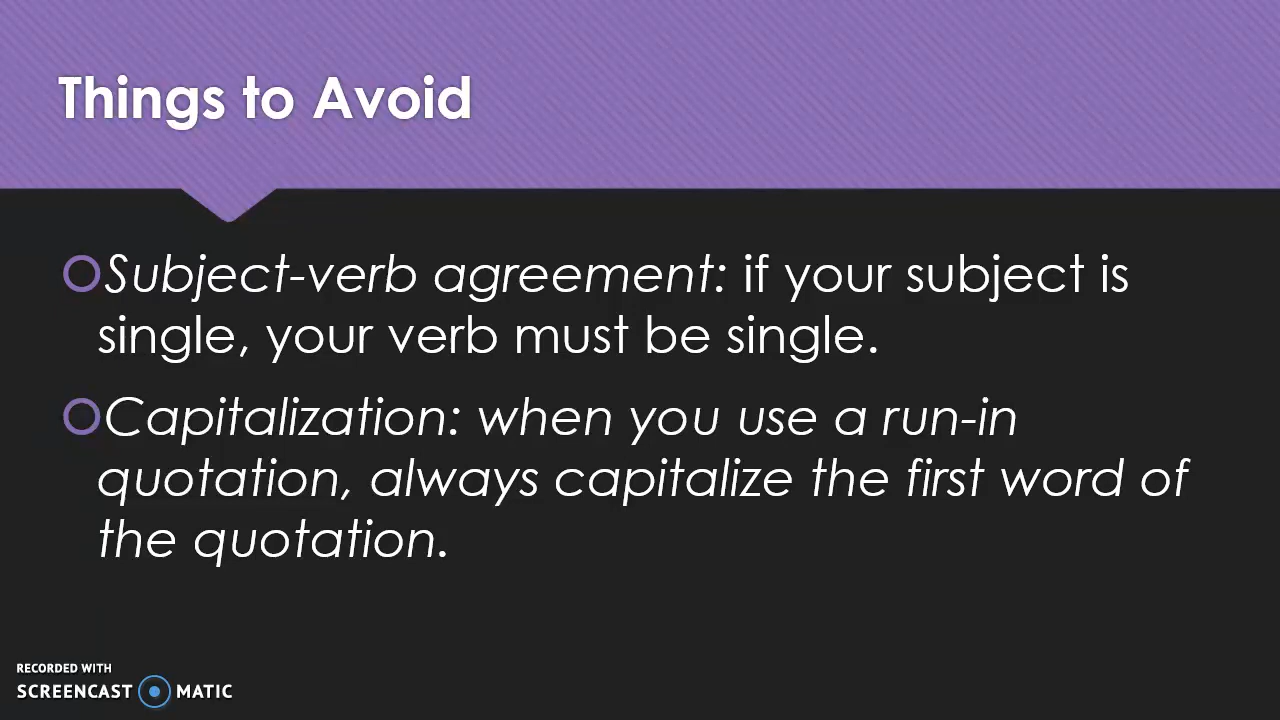 Things to Avoid
Subject-verb agreement: if your subject is
single, your verb must be single.
Capitalization: when you use a run-in
quotation, always capitalize the first word of
the quotation.
RECORDED WITH
SCREENCAST MATIC